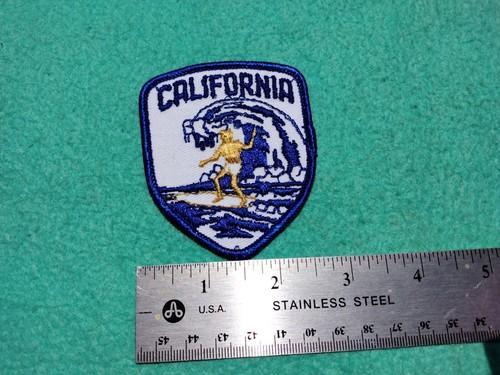 CALIFORNIA
1 2 3 4 5
U.S.A. STAINLESS STEEL
45 44 43 42 41 40 39 38 37 36 35 34